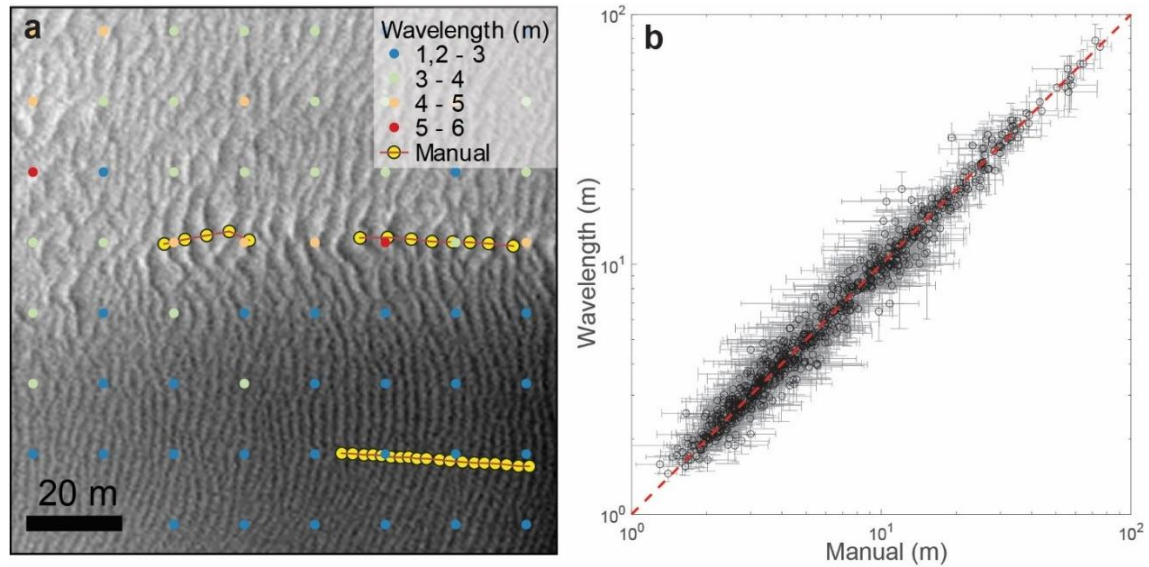 a
Wavelength (m)
1,2 - 3
3 - 4
4 - 5
5 - 6
Manual
20 m
b
10²
10¹
10⁰
Wavelength (m)
10⁰
10¹
10²
Manual (m)